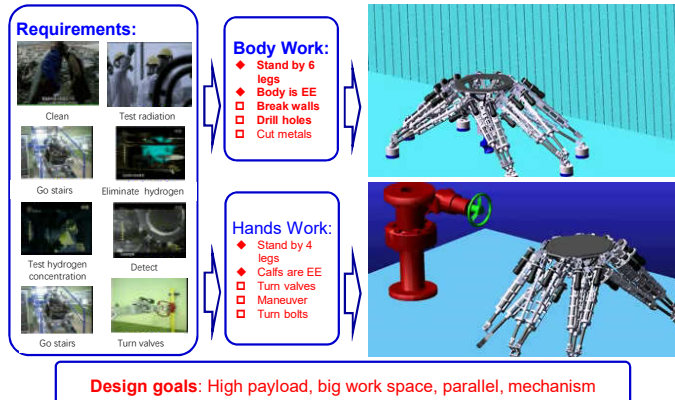 Requirements:
Clean
Test radiation
Go stairs
Eliminate hydrogen
Test hydrogen
concentration
Detect
Go stairs
Turn valves
Body Work:
◆ Stand by 6
legs
◆ Body is EE
□ Break walls
□ Drill holes
□ Cut metals
Hands Work:
◆ Stand by 4
legs
◆ Calfs are EE
□ Turn valves
□ Maneuver
□ Turn bolts
Design goals: High payload, big work space, parallel, mechanism